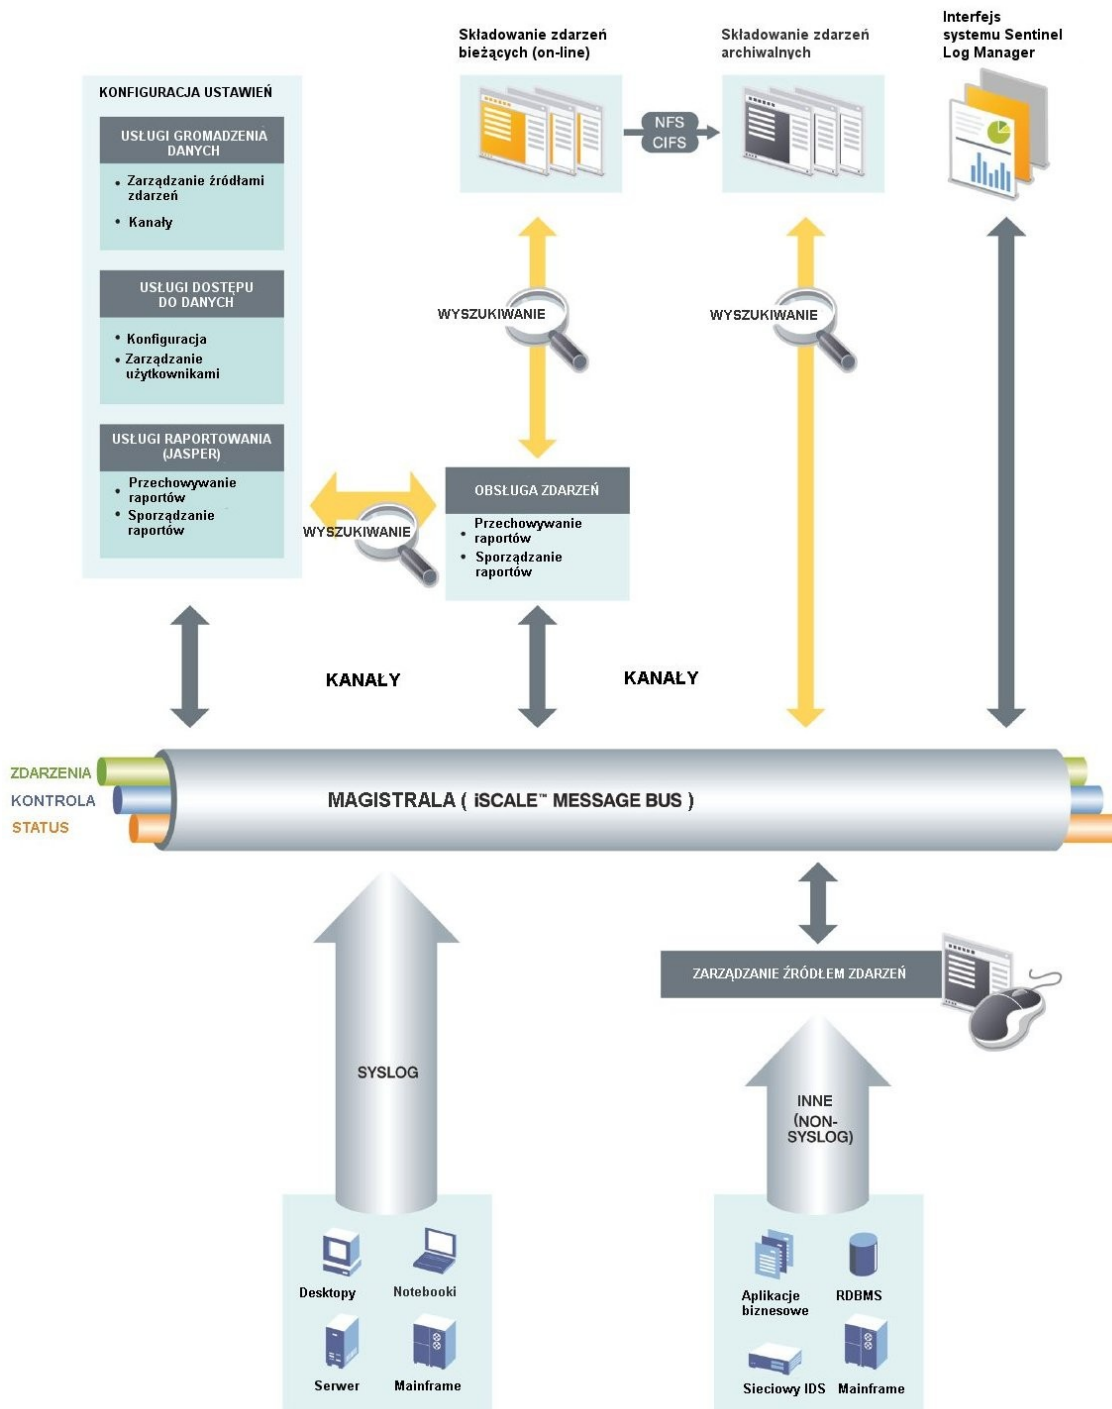 Składowanie zdarzeń
bieżących (on-line)
Składowanie zdarzeń
archiwalnych
Interfejs
systemu Sentinel
Log Manager
NFS
CIFS
KONFIGURACJA USTAWIEŃ
USŁUGI GROMADZENIA
DANYCH
• Zarządzanie źródłami
zdarzeń
• Kanały
USŁUGI DOSTĘPU
DO DANYCH
• Konfiguracja
• Zarządzanie
użytkownikami
USŁUGI RAPORTOWANIA
(JASPER)
• Przechowywanie
raportów
• Sporządzanie
raportów
WYSZUKIWANIE
WYSZUKIWANIE
WYSZUKIWANIE
OBSŁUGA ZDARZEŃ
• Przechowywanie
raportów
• Sporządzanie
raportów
KANAŁY
KANAŁY
ZDARZENIA
KONTROLA
STATUS
MAGISTRALA ( iSCALE™ MESSAGE BUS )
ZARZĄDZANIE ŹRÓDŁEM ZDARZEŃ
SYSLOG
INNE
(NON-
SYSLOG)
Desktopy
Notebooki
Serwer
Mainframe
Aplikacje
biznesowe
RDBMS
Sieciowy IDS
Mainframe